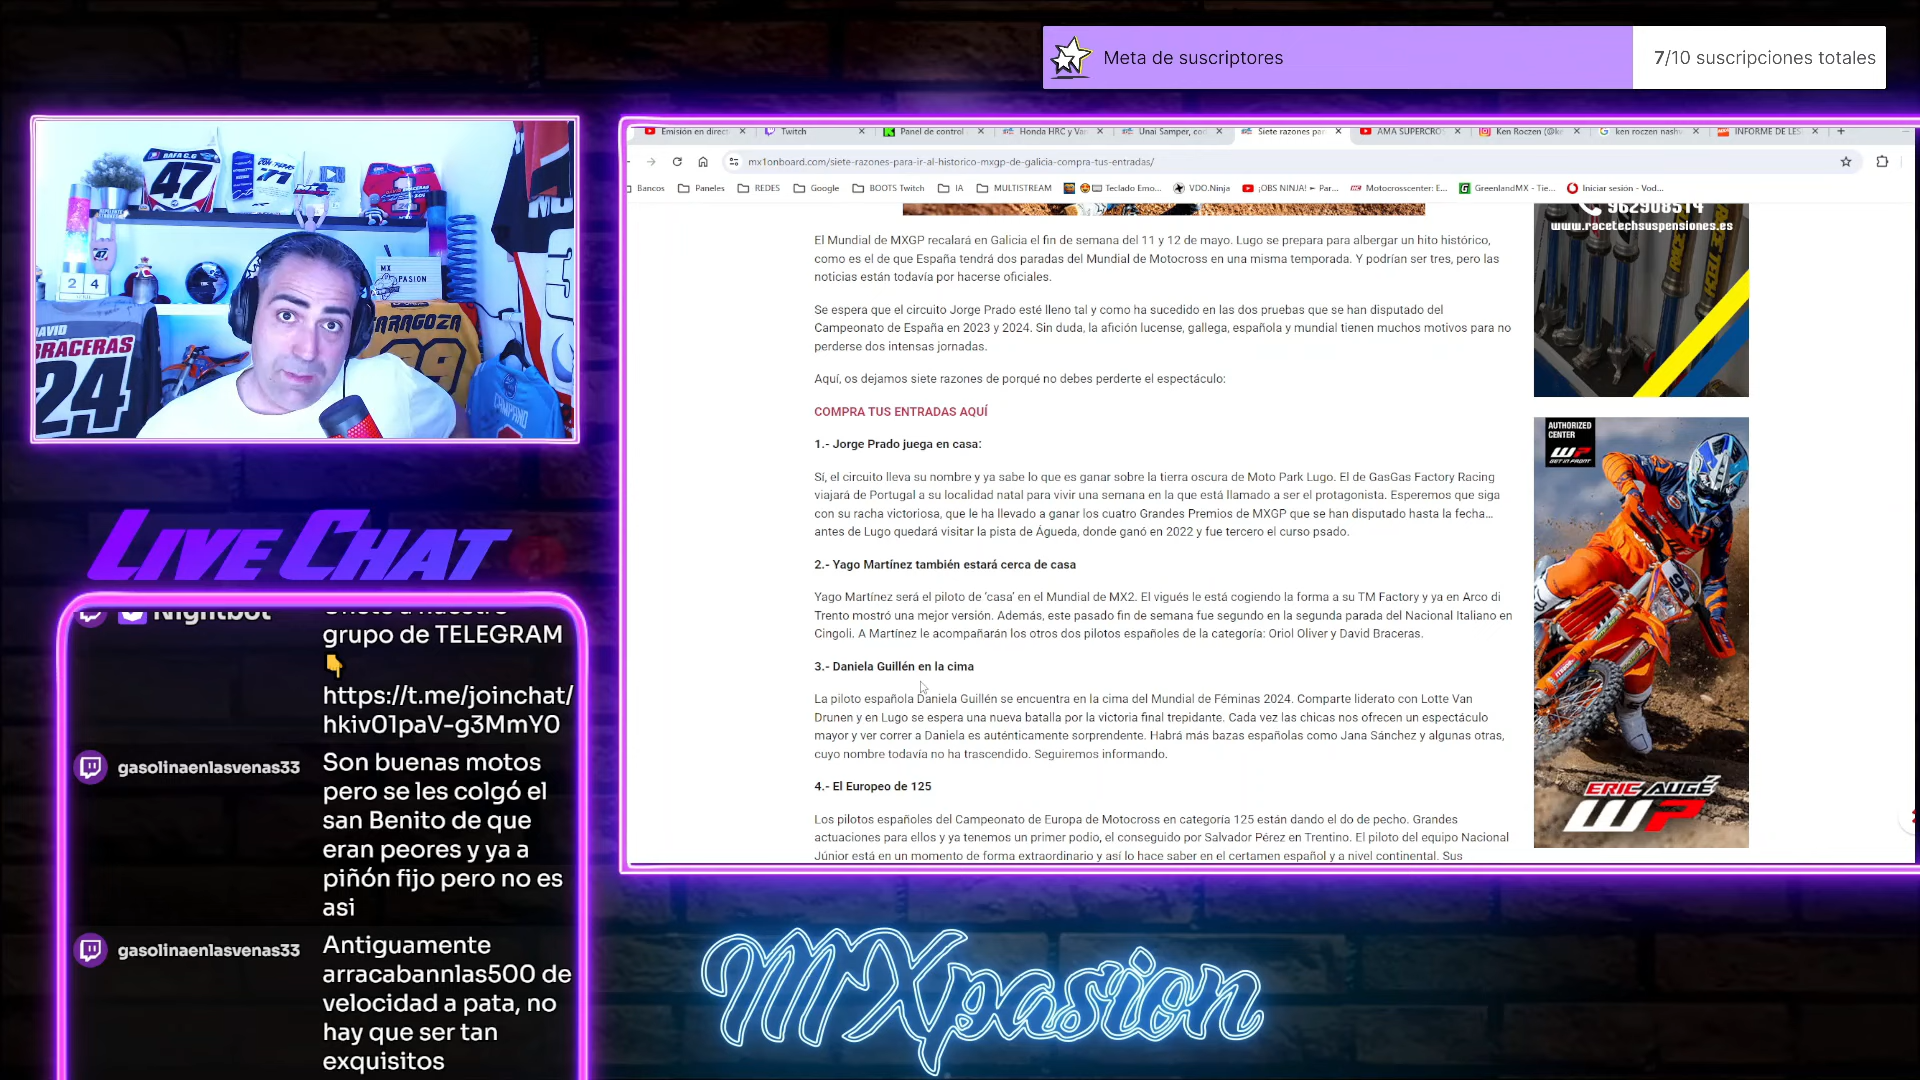 Meta de suscriptores
7/10 suscripciones totales
RAFA C.G
47
47
2 4
DAVID
BRACERAS
24
MX
PASION
ZARAGOZA
99
CAMPANO
Emisión en direc
Twitch
Panel de control
Honda HRC y Va
Unai Samper, co
Siete razones pa
AMA SUPERCROS
Ken Roczen (@ke
ken roczen nashv
INFORME DE LES
mx1onboard.com/siete-razones-para-ir-al-historico-mxgp-de-galicia-compra-tus-entradas/
Bancos
Paneles
REDES
Google
BOOTS Twitch
IA
MULTISTREAM
Teclado Emo...
VDO.Ninja
¡OBS NINJA! ► Par...
Motocrosscenter: E...
GreenlandMX - Tie...
Iniciar sesión - Vod...
El Mundial de MXGP recalará en Galicia el fin de semana del 11 y 12 de mayo. Lugo se prepara para albergar un hito histórico,
como es el de que España tendrá dos paradas del Mundial de Motocross en una misma temporada. Y podrían ser tres, pero las
noticias están todavía por hacerse oficiales.
Se espera que el circuito Jorge Prado esté lleno tal y como ha sucedido en las dos pruebas que se han disputado del
Campeonato de España en 2023 y 2024. Sin duda, la afición lucense, gallega, española y mundial tienen muchos motivos para no
perderse dos intensas jornadas.
Aquí, os dejamos siete razones de porqué no debes perderte el espectáculo:
COMPRA TUS ENTRADAS AQUÍ
1.- Jorge Prado juega en casa:
Sí, el circuito lleva su nombre y ya sabe lo que es ganar sobre la tierra oscura de Moto Park Lugo. El de GasGas Factory Racing
viajará de Portugal a su localidad natal para vivir una semana en la que está llamado a ser el protagonista. Esperemos que siga
con su racha victoriosa, que le ha llevado a ganar los cuatro Grandes Premios de MXGP que se han disputado hasta la fecha...
antes de Lugo quedará visitar la pista de Águeda, donde ganó en 2022 y fue tercero el curso psado.
2.- Yago Martínez también estará cerca de casa
Yago Martínez será el piloto de 'casa' en el Mundial de MX2. El vigués le está cogiendo la forma a su TM Factory y ya en Arco di
Trento mostró una mejor versión. Además, este pasado fin de semana fue segundo en la segunda parada del Nacional Italiano en
Cingoli. A Martínez le acompañarán los otros dos pilotos españoles de la categoría: Oriol Oliver y David Braceras.
3.- Daniela Guillén en la cima
La piloto española Daniela Guillén se encuentra en la cima del Mundial de Féminas 2024. Comparte liderato con Lotte Van
Drunen y en Lugo se espera una nueva batalla por la victoria final trepidante. Cada vez las chicas nos ofrecen un espectáculo
mayor y ver correr a Daniela es auténticamente sorprendente. Habrá más bazas españolas como Jana Sánchez y algunas otras,
cuyo nombre todavía no ha trascendido. Seguiremos informando.
4.- El Europeo de 125
Los pilotos españoles del Campeonato de Europa de Motocross en categoría 125 están dando el do de pecho. Grandes
actuaciones para ellos y ya tenemos un primer podio, el conseguido por Salvador Pérez en Trentino. El piloto del equipo Nacional
Júnior está en un momento de forma extraordinario y así lo hace saber en el certamen español y a nivel continental. Sus
962908514
www.racetechsuspensiones.es
AUTHORIZED
CENTER
WP
GET IN FRONT
94
ERIC AUGÉ
WP
LIVE CHAT
Nightbot
grupo de TELEGRAM
👇
https://t.me/joinchat/
hkiv01paV-g3MmY0
gasolinaenlasvenas33
Son buenas motos
pero se les colgó el
san Benito de que
eran peores y ya a
piñón fijo pero no es
asi
gasolinaenlasvenas33
Antiguamente
arracabannlas500 de
velocidad a pata, no
hay que ser tan
exquisitos
MXpasion